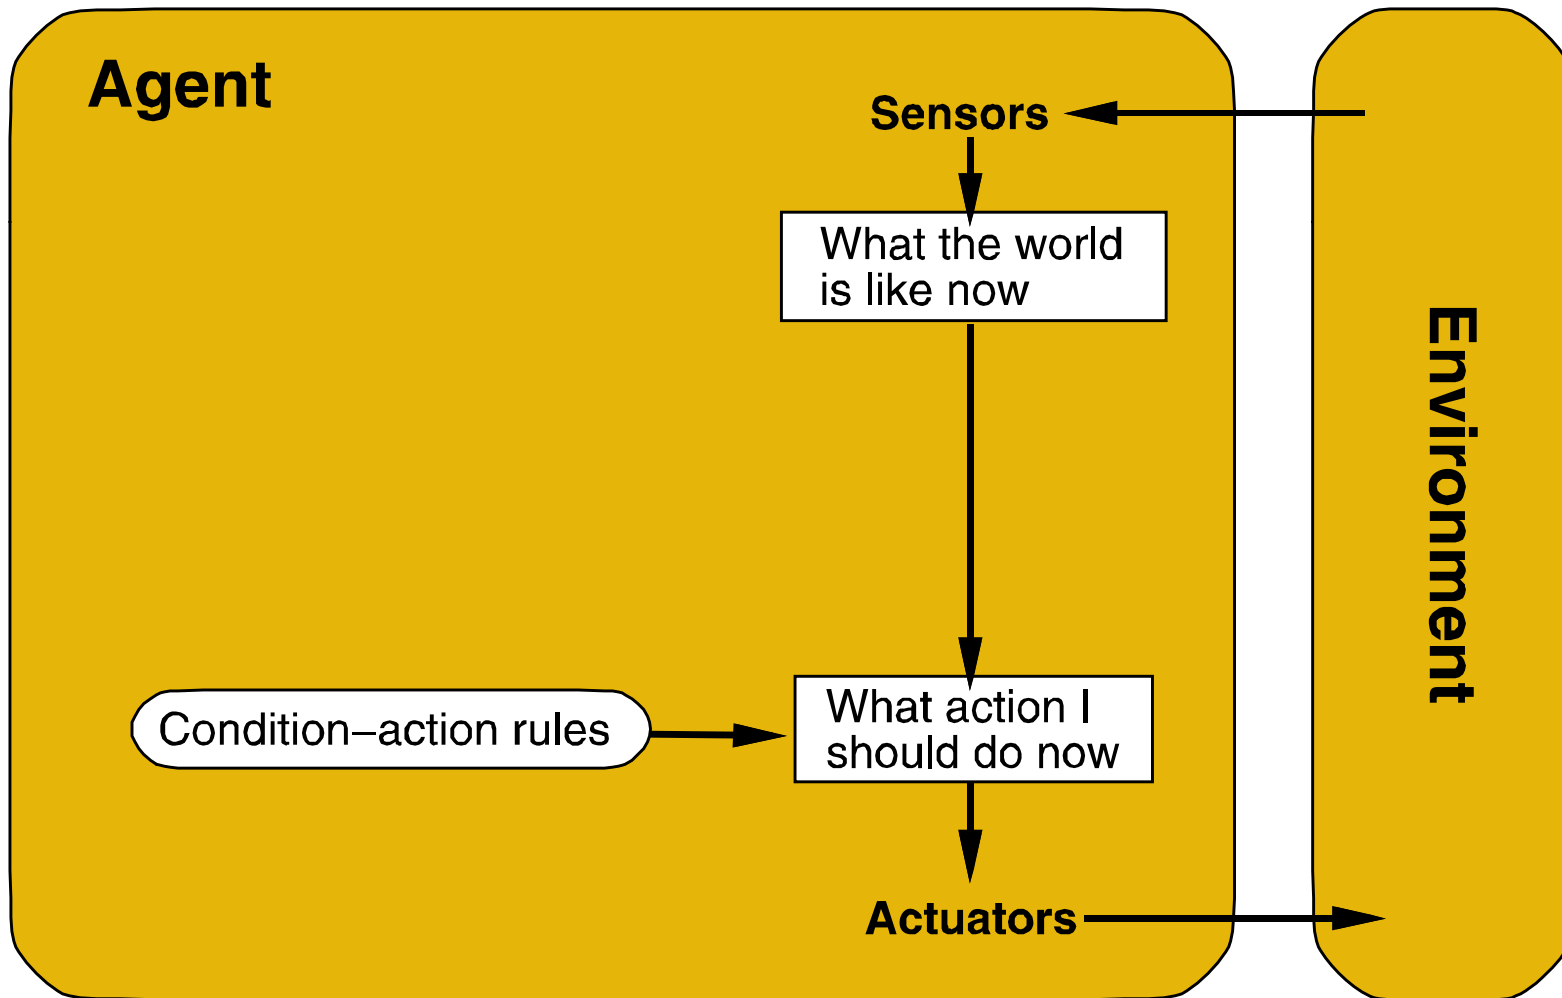 Agent
Sensors
What the world
is like now
Environment
Condition–action rules
What action I
should do now
Actuators